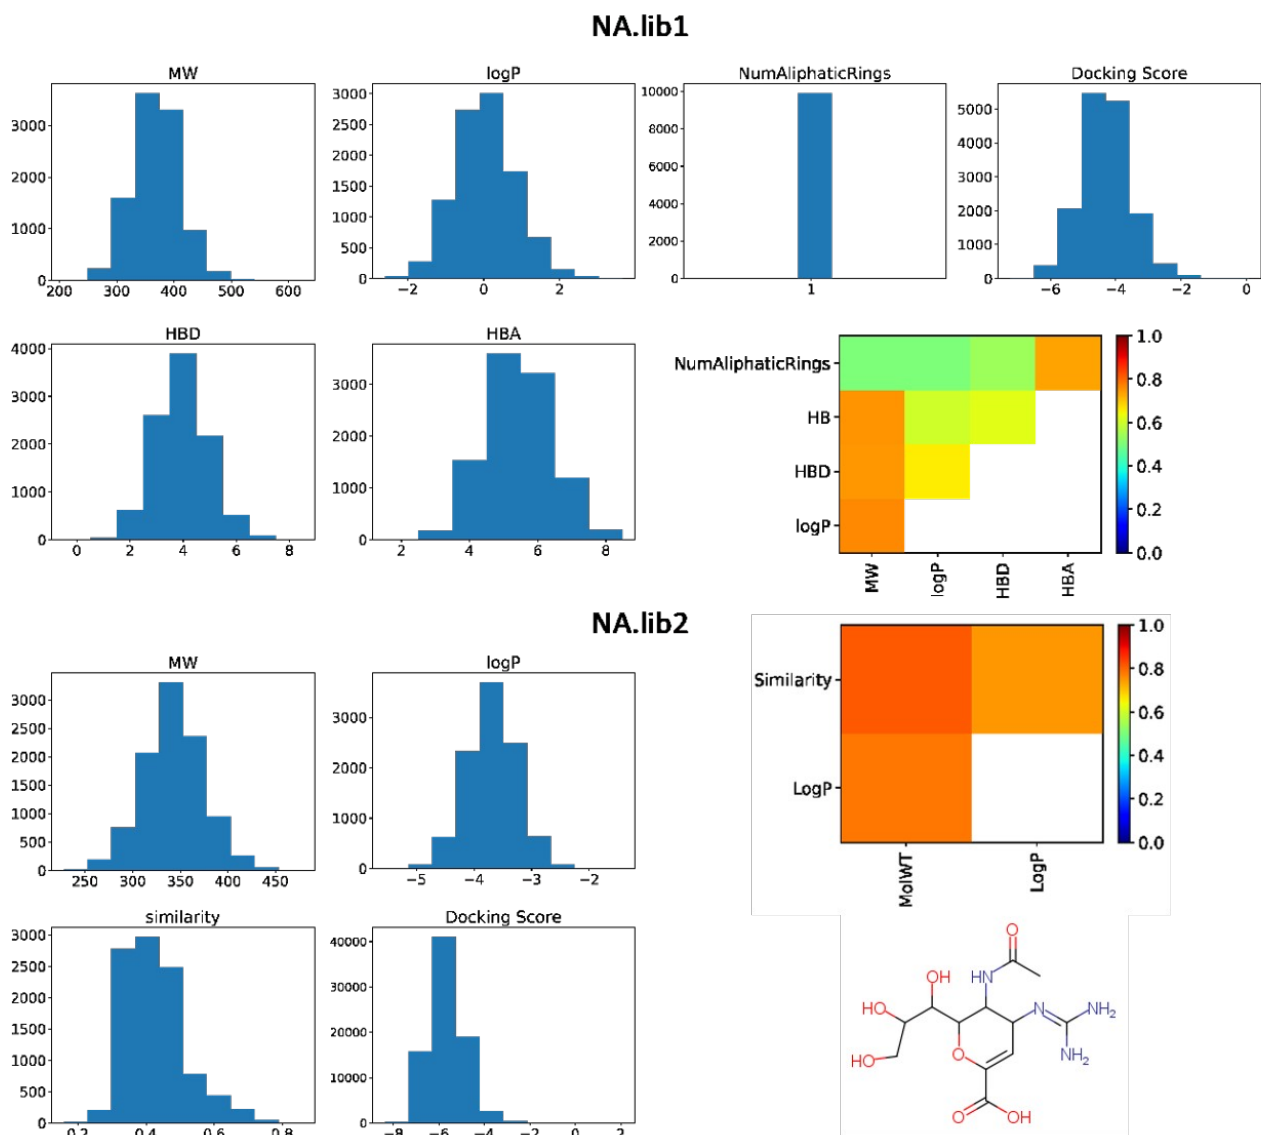 NA.lib1
MW
3000
2000
1000
0
200 300 400 500 600
logP
3000
2500
2000
1500
1000
500
0
−2 0 2
NumAliphaticRings
10000
8000
6000
4000
2000
0
1
Docking Score
5000
4000
3000
2000
1000
0
−6 −4 −2 0
HBD
4000
3000
2000
1000
0
0 2 4 6 8
HBA
3000
2000
1000
0
2 4 6 8
NumAliphaticRings
HB
HBD
logP
MW logP HBD HBA
1.0
0.8
0.6
0.4
0.2
0.0
NA.lib2
MW
3000
2500
2000
1500
1000
500
0
250 300 350 400 450
logP
3000
2000
1000
0
−5 −4 −3 −2
Similarity
LogP
MolWT LogP
1.0
0.8
0.6
0.4
0.2
0.0
similarity
3000
2500
2000
1500
1000
500
0
0.2 0.4 0.6 0.8
Docking Score
40000
30000
20000
10000
0
−8 −6 −4 −2 0 2
O
OH HN
HO N NH2
HO O NH2
O OH